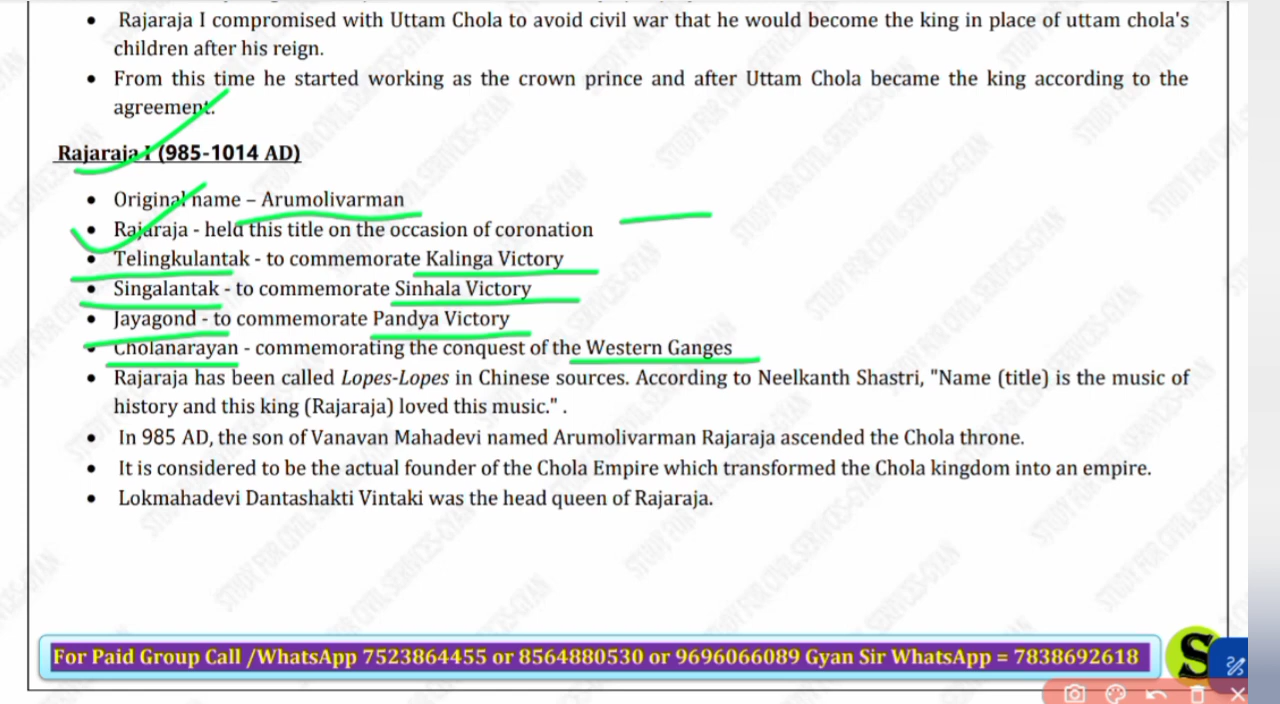 • Rajaraja I compromised with Uttam Chola to avoid civil war that he would become the king in place of uttam chola's
children after his reign.
• From this time he started working as the crown prince and after Uttam Chola became the king according to the
agreement.
Rajaraja I (985-1014 AD)
• Original name – Arumolivarman
• Rajaraja - held this title on the occasion of coronation
• Telingkulantak - to commemorate Kalinga Victory
• Singalantak - to commemorate Sinhala Victory
• Jayagond - to commemorate Pandya Victory
• Cholanarayan - commemorating the conquest of the Western Ganges
• Rajaraja has been called Lopes-Lopes in Chinese sources. According to Neelkanth Shastri, "Name (title) is the music of
history and this king (Rajaraja) loved this music." .
• In 985 AD, the son of Vanavan Mahadevi named Arumolivarman Rajaraja ascended the Chola throne.
• It is considered to be the actual founder of the Chola Empire which transformed the Chola kingdom into an empire.
• Lokmahadevi Dantashakti Vintaki was the head queen of Rajaraja.
For Paid Group Call /WhatsApp 7523864455 or 8564880530 or 9696066089 Gyan Sir WhatsApp = 7838692618
S
STUDY FOR CIVIL SERVICES-GYAN